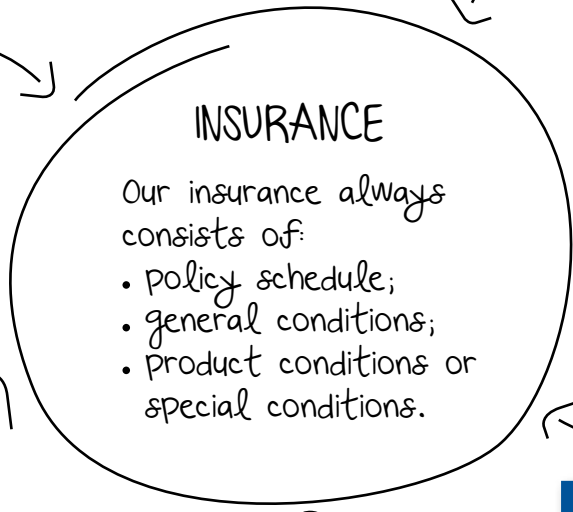 INSURANCE
Our insurance always
consists of:
• policy schedule;
• general conditions;
• product conditions or
special conditions.